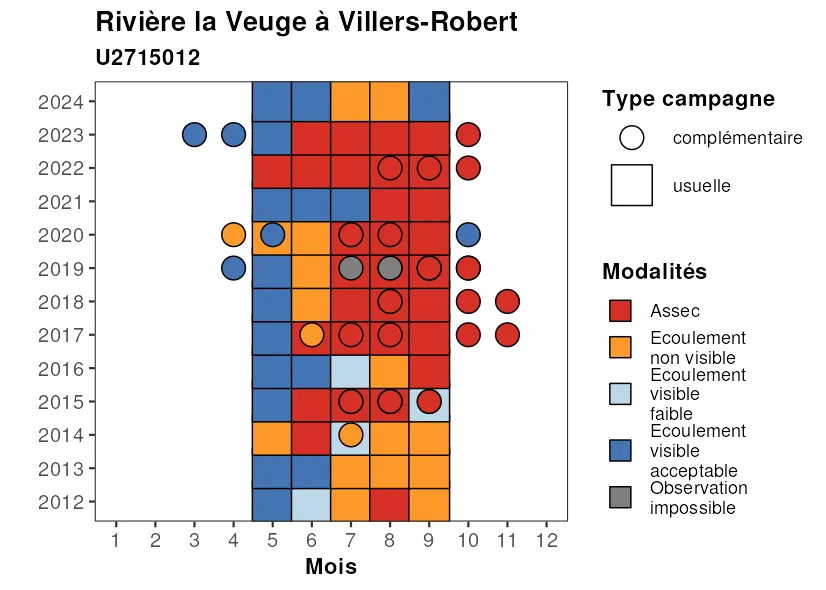 Rivière la Veuge à Villers-Robert
U2715012
2024
2023
2022
2021
2020
2019
2018
2017
2016
2015
2014
2013
2012
1 2 3 4 5 6 7 8 9 10 11 12
Mois
Type campagne
complémentaire
usuelle
Modalités
Assec
Ecoulement
non visible
Ecoulement
visible
faible
Ecoulement
visible
acceptable
Observation
impossible